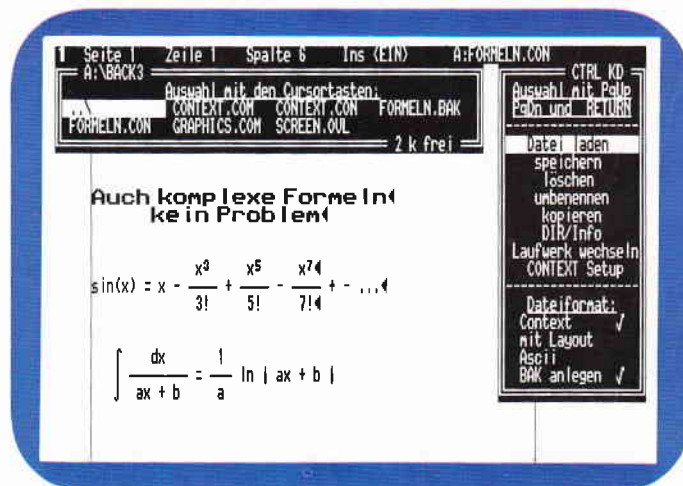 1 Seite 1 Zeile 1 Spalte 6 Ins (EIN) A:FORMELN.CON
A:\BACK3
Auswahl mit den Cursortasten:
..\ CONTEXT.COM CONTEXT.CON FORMELN.BAK
FORMELN.CON GRAPHICS.COM SCREEN.OVL
2 k frei
CTRL KD
Auswahl mit PgUp
PgDn und RETURN
Datei laden
speichern
löschen
umbenennen
kopieren
DIR/Info
Laufwerk wechseln
CONTEXT Setup
Dateiformat:
Context √
mit Layout
Ascii
BAK anlegen √
Auch komplexe Formeln
kein Problem
x³ x⁵ x⁷
sin(x) = x - ── + ── - ── + - ...
3! 5! 7!
dx 1
∫ ── = ── ln | ax + b |
ax + b a